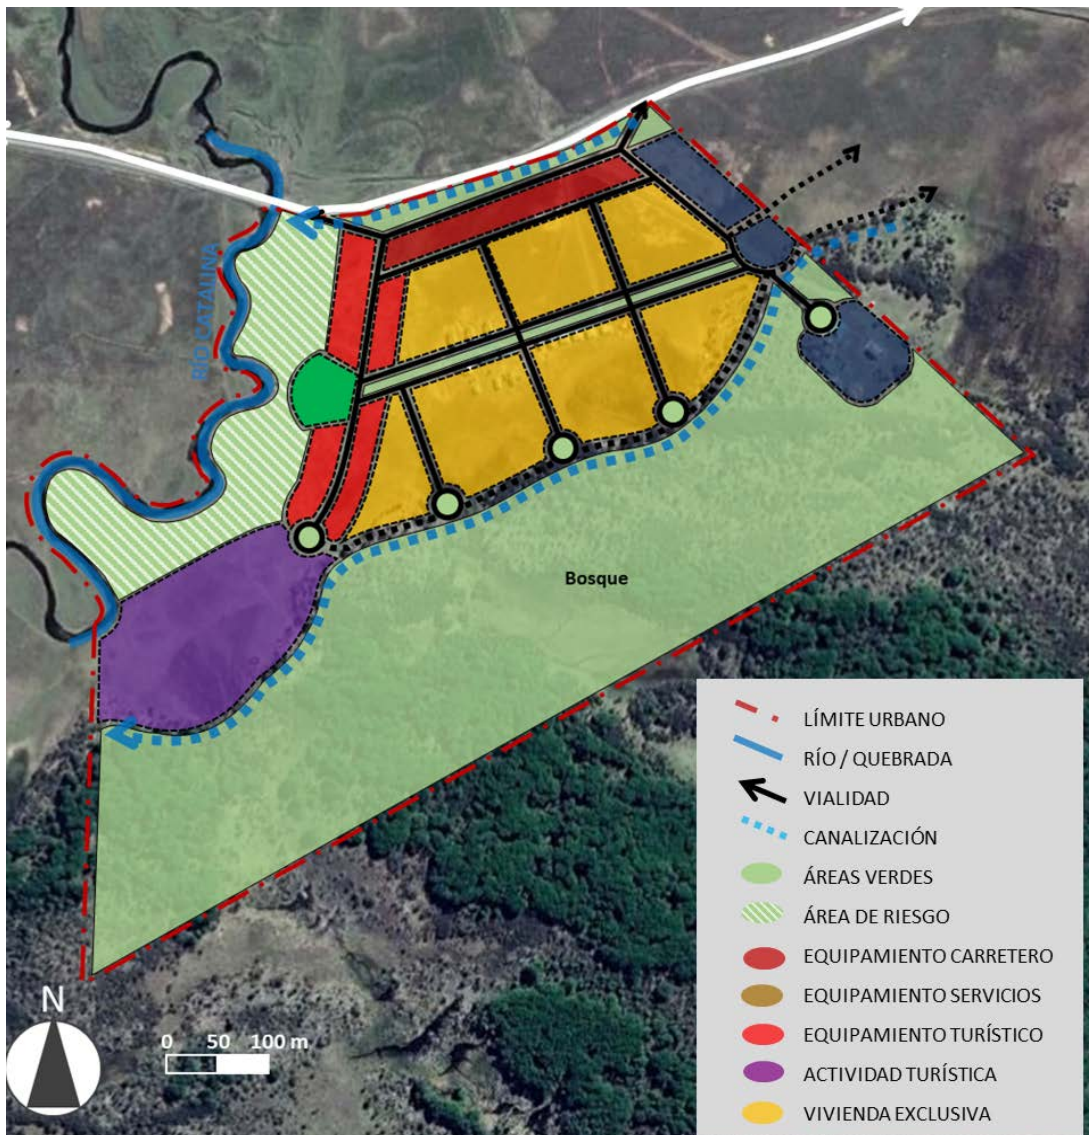 RÍO CATALINA
Bosque
N
0 50 100 m
LÍMITE URBANO
RÍO / QUEBRADA
VIALIDAD
CANALIZACIÓN
ÁREAS VERDES
ÁREA DE RIESGO
EQUIPAMIENTO CARRETERO
EQUIPAMIENTO SERVICIOS
EQUIPAMIENTO TURÍSTICO
ACTIVIDAD TURÍSTICA
VIVIENDA EXCLUSIVA